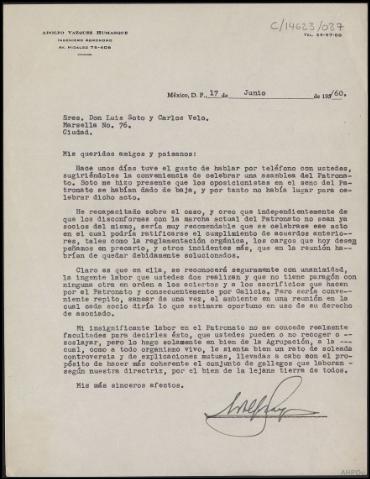 C/14623/037
ADOLFO VAZQUEZ HUMASQUE
INGENIERO AGRONOMO
AV. HIDALGO 75-406
México, D. F., 17 de Junio de 195/60.
Sres. Don Luis Soto y Carlos Velo.
Marsella No. 76.
Ciudad.
Mis queridos amigos y paisanos:
Hace unos días tuve el gusto de hablar por teléfono con ustedes,
sugiriéndoles la conveniencia de celebrar una asamblea del Patrona-
to. Soto me hizo presente que los oposicionistas en el seno del Pa-
tronato se habían dado de baja, y por tanto no había lugar para ce-
lebrar dicho acto.
He recapacitado sobre el caso, y creo que independientemente de
que los disconformes con la marcha actual del Patronato no sean ya
socios del mismo, sería muy recomendable que se celebrase ese acto
en el cual podría ratificarse el cumplimiento de acuerdos anterio--
res, tales como la reglamentación orgánica, los cargos que hoy desem
peñamos en precario, y otros incidentes más, que en la reunión ha--
brían de quedar debidamente solucionados.
Claro es que en ella, se reconocerá seguramente con unanimidad,
la ingente labor que ustedes dos realizan y que no tiene paragón con
ninguna otra en orden a los aciertos y a los sacrificios que hacen
por el Patronato y consecuentemente por Galicia. Pero sería conve--
niente repito, sanear de una vez, el ambiente en una reunión en la
cual cada socio diría lo que estimara oportuno en uso de su derecho
de asociado.
Mi insignificante labor en el Patronato no se concede realmente
facultades para decirles ésto, que ustedes pueden o no recoger o --
soslayar, pero lo hago solamente en bien de la Agrupación, a la ---
cual, como a todo organismo vivo, le sienta bien un rato de soleada
controversia y de explicaciones mutuas, llevadas a cabo con el pro-
pósito de hacer más coherente el conjunto de gallegos que laboran -
según nuestra directriz, por el bien de la lejana tierra de todos.
Mis más sinceros afectos.